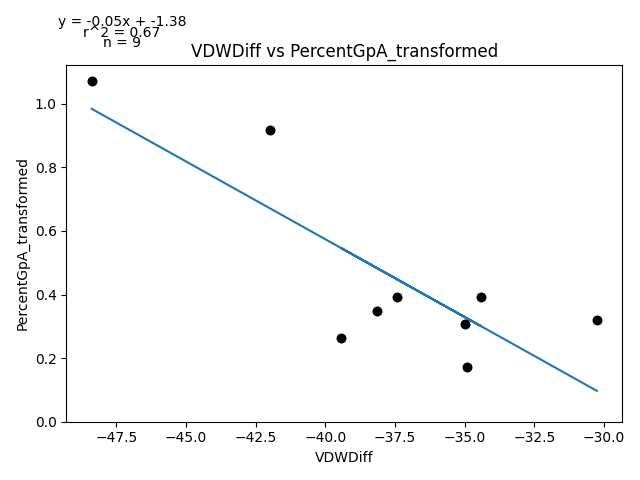 y = -0.05x + -1.38
r^2 = 0.67
n = 9
VDWDiff vs PercentGpA_transformed
PercentGpA_transformed
1.0
0.8
0.6
0.4
0.2
0.0
−47.5 −45.0 −42.5 −40.0 −37.5 −35.0 −32.5 −30.0
VDWDiff